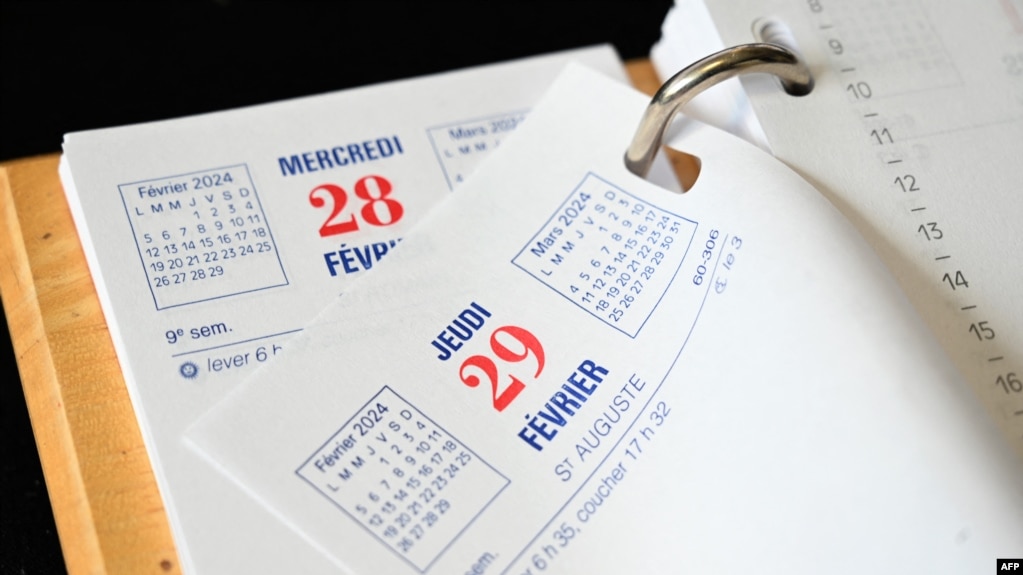 Février 2024
L M M J V S D
1 2 3 4
5 6 7 8 9 10 11
12 13 14 15 16 17 18
19 20 21 22 23 24 25
26 27 28 29
MERCREDI
28
Mars
L M M
9e sem.
lever 6 h
Mars 2024
L M M J V S D
1 2 3
4 5 6 7 8 9 10
11 12 13 14 15 16 17
18 19 20 21 22 23 24
25 26 27 28 29 30 31
60-306
JEUDI
29
FÉVRIER
ST AUGUSTE
6 h 35, coucher 17 h 32
Février 2024
L M M J V S D
1 2 3 4
5 6 7 8 9 10 11
12 13 14 15 16 17 18
19 20 21 22 23 24 25
26 27 28 29
sem.
8
9
10
11
12
13
14
15
16
AFP